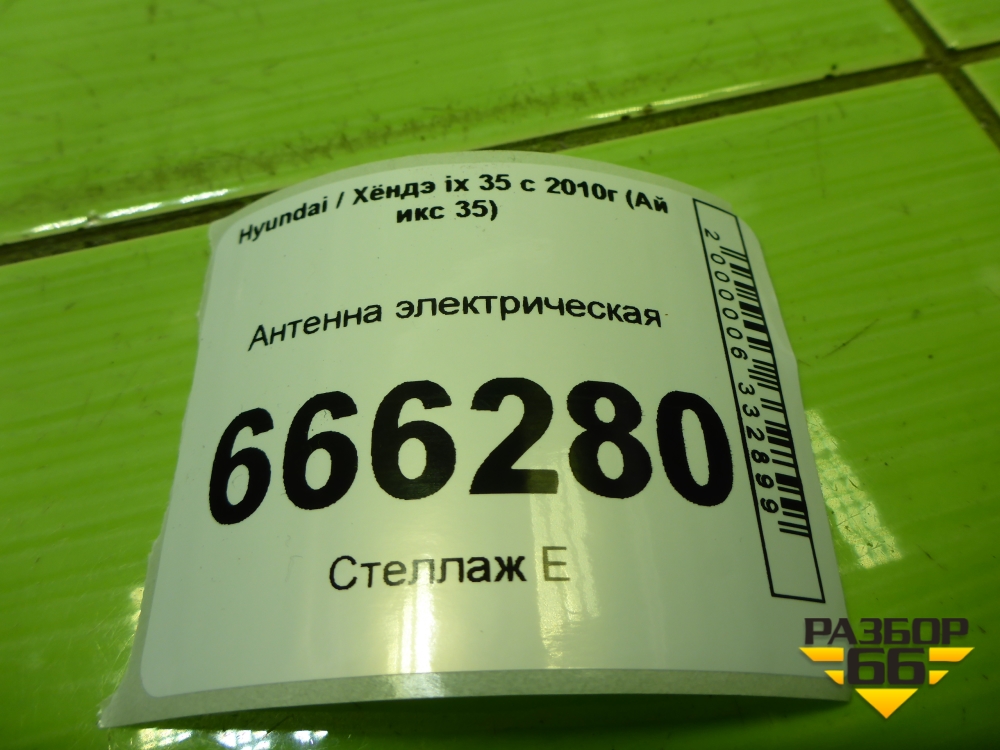 Hyundai / Хёндэ ix 35 с 2010г (Ай
икс 35)
Антенна электрическая
666280
Стеллаж Е
2000006332899
РАЗБОР
66